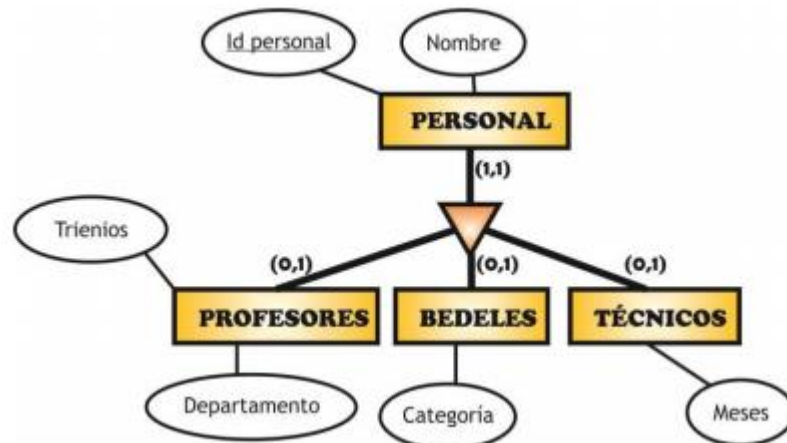 Id personal
Nombre
PERSONAL
(1,1)
Trienios
(0,1)
(0,1)
(0,1)
PROFESORES
BEDELES
TÉCNICOS
Departamento
Categoría
Meses